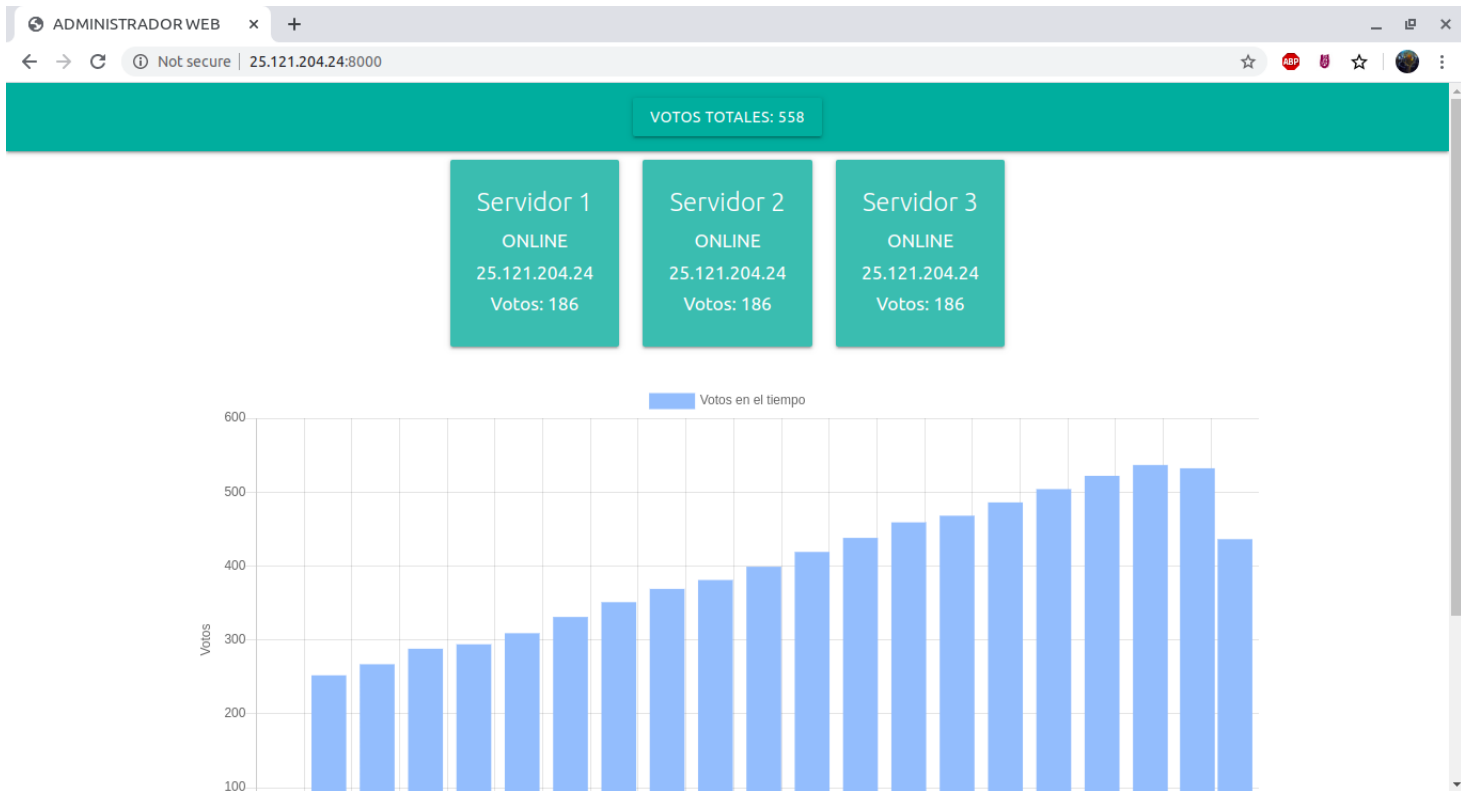 ADMINISTRADOR WEB
Not secure | 25.121.204.24:8000
ABP
VOTOS TOTALES: 558
Servidor 1
ONLINE
25.121.204.24
Votos: 186
Servidor 2
ONLINE
25.121.204.24
Votos: 186
Servidor 3
ONLINE
25.121.204.24
Votos: 186
Votos en el tiempo
600
500
400
300
200
100
Votos